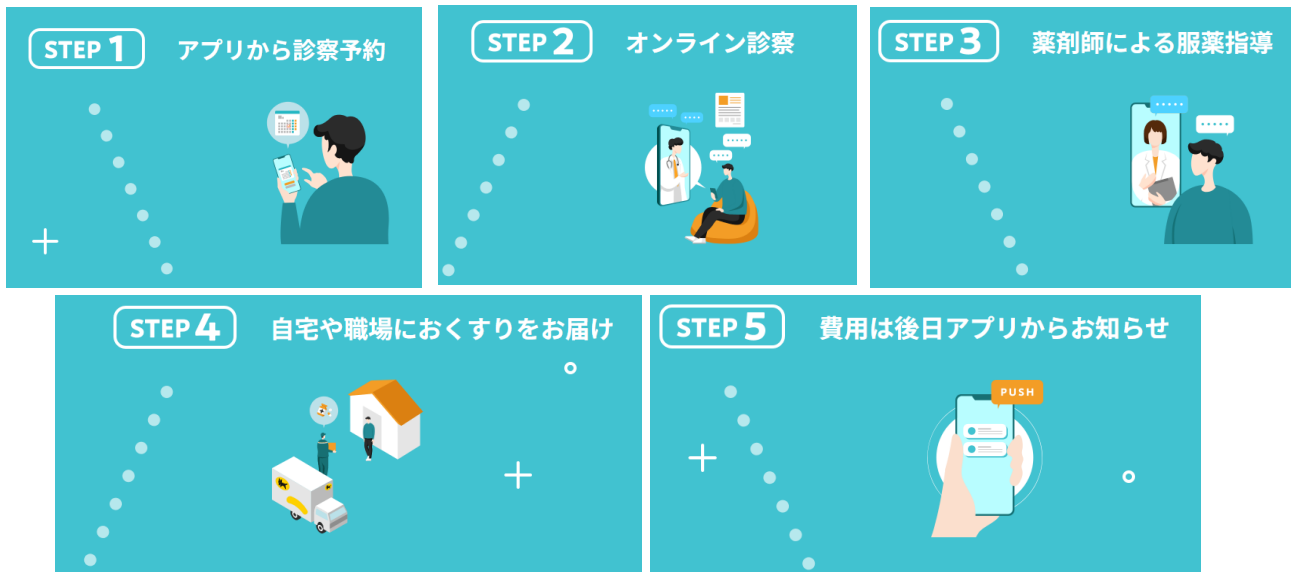 STEP 1 アプリから診察予約
STEP 2 オンライン診察
STEP 3 薬剤師による服薬指導
STEP 4 自宅や職場におくすりをお届け
STEP 5 費用は後日アプリからお知らせ
PUSH